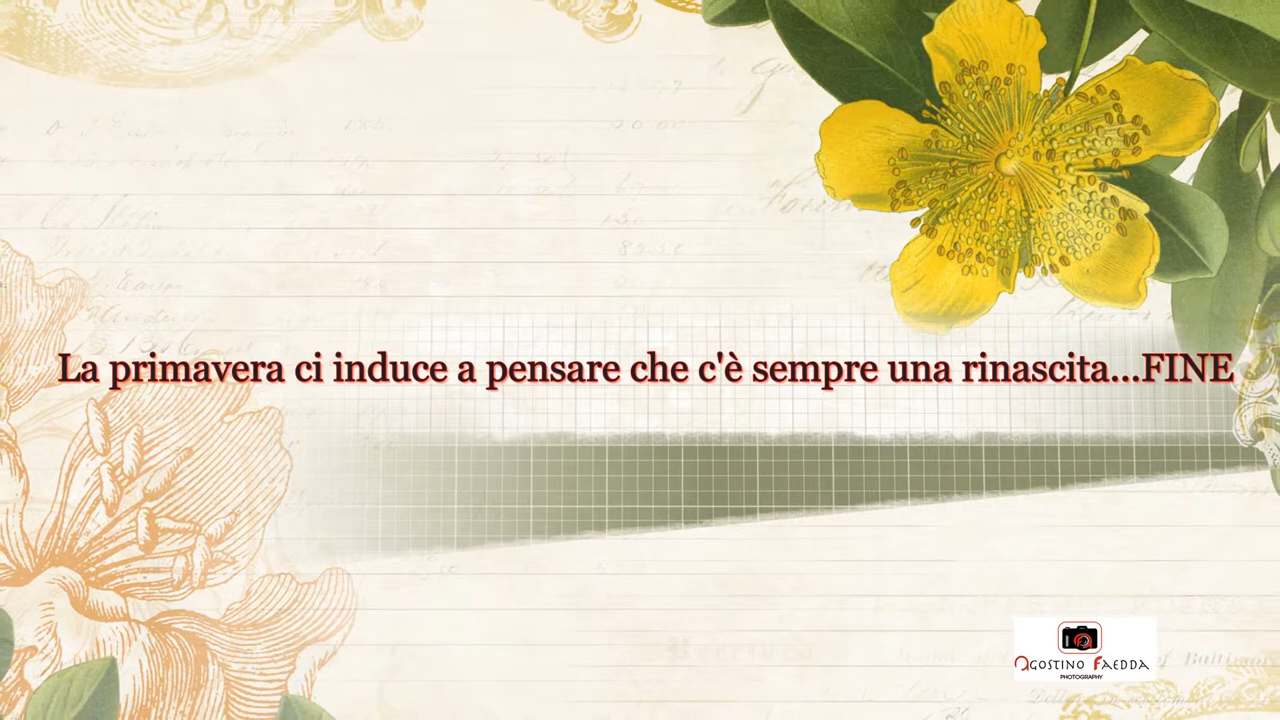 La primavera ci induce a pensare che c'è sempre una rinascita...FINE
AGOSTINO FAEDDA
PHOTOGRAPHY